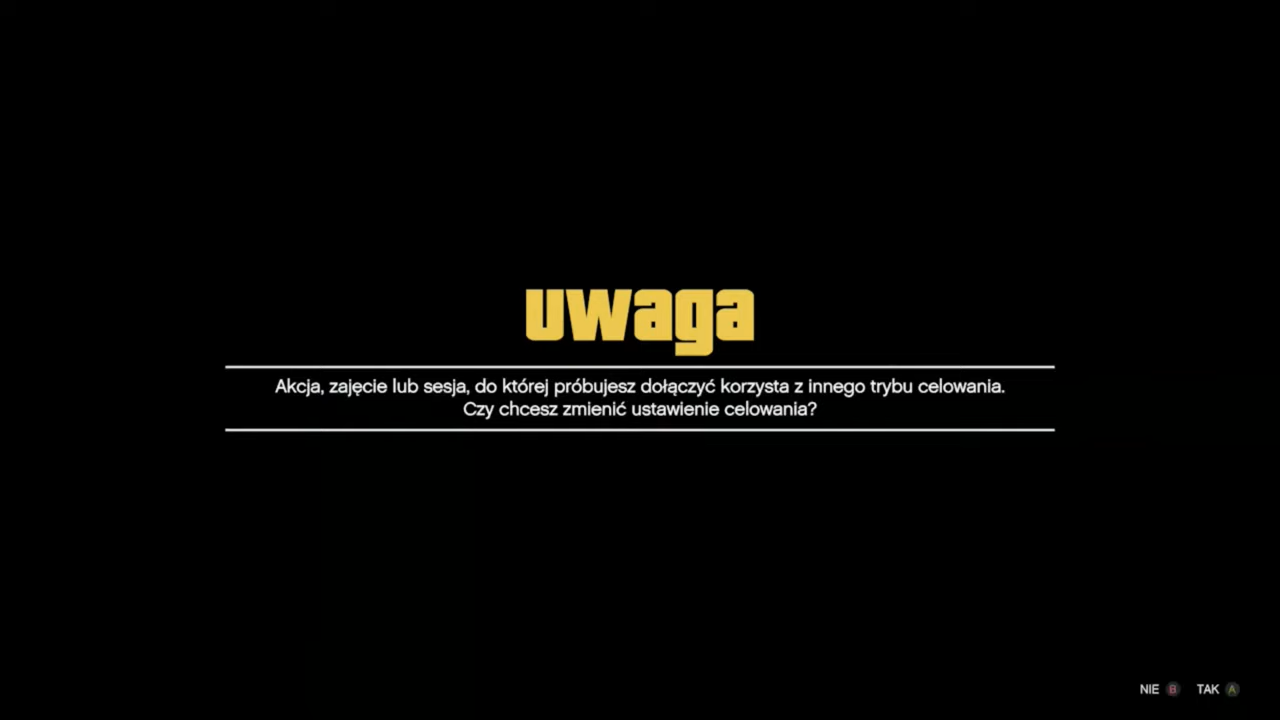 uwaga
Akcja, zajęcie lub sesja, do której próbujesz dołączyć korzysta z innego trybu celowania.
Czy chcesz zmienić ustawienie celowania?
NIE B TAK A